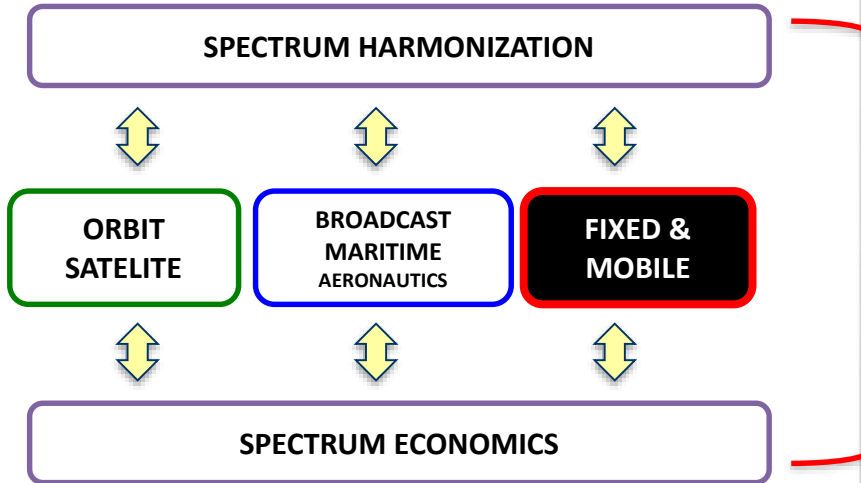 SPECTRUM HARMONIZATION
ORBIT
SATELITE
BROADCAST
MARITIME
AERONAUTICS
FIXED &
MOBILE
SPECTRUM ECONOMICS